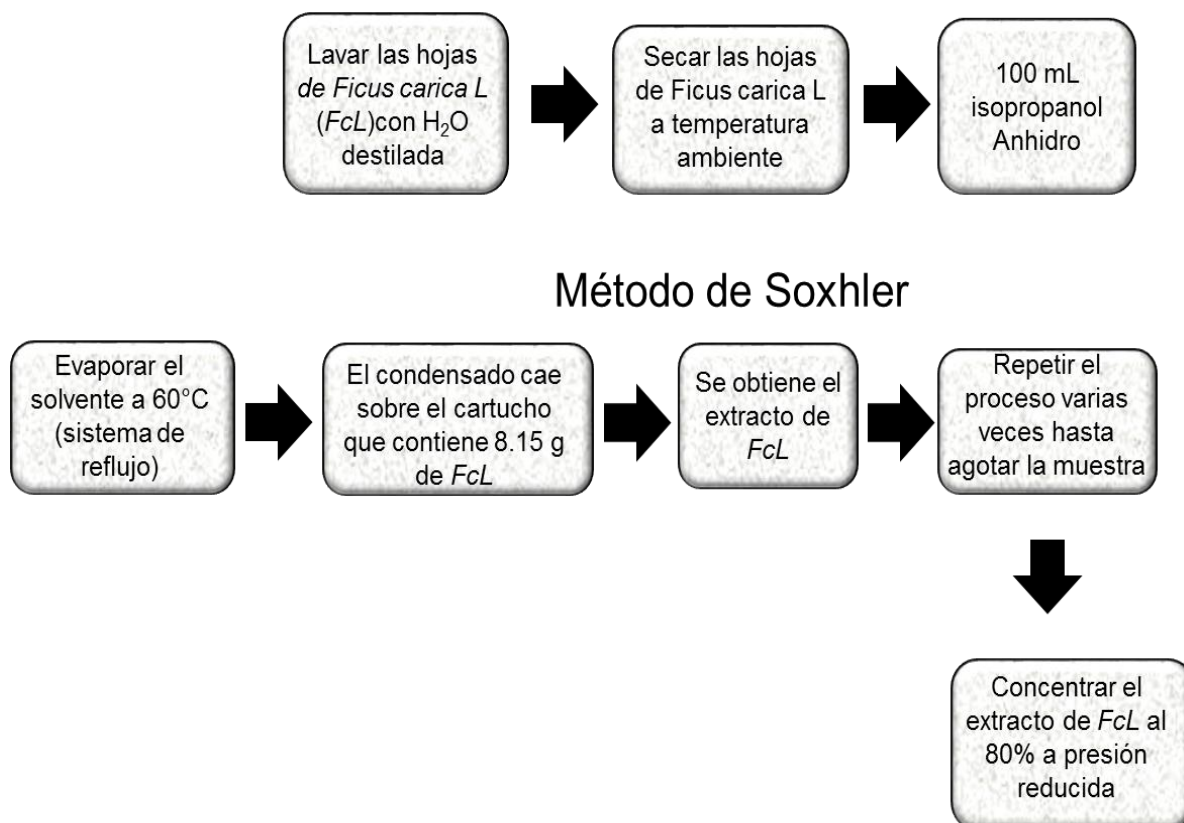 Lavar las hojas
de Ficus carica L
(FcL)con H₂O
destilada
Secar las hojas
de Ficus carica L
a temperatura
ambiente
100 mL
isopropanol
Anhidro
Método de Soxhler
Evaporar el
solvente a 60°C
(sistema de
reflujo)
El condensado cae
sobre el cartucho
que contiene 8.15 g
de FcL
Se obtiene el
extracto de
FcL
Repetir el
proceso varias
veces hasta
agotar la muestra
Concentrar el
extracto de FcL al
80% a presión
reducida